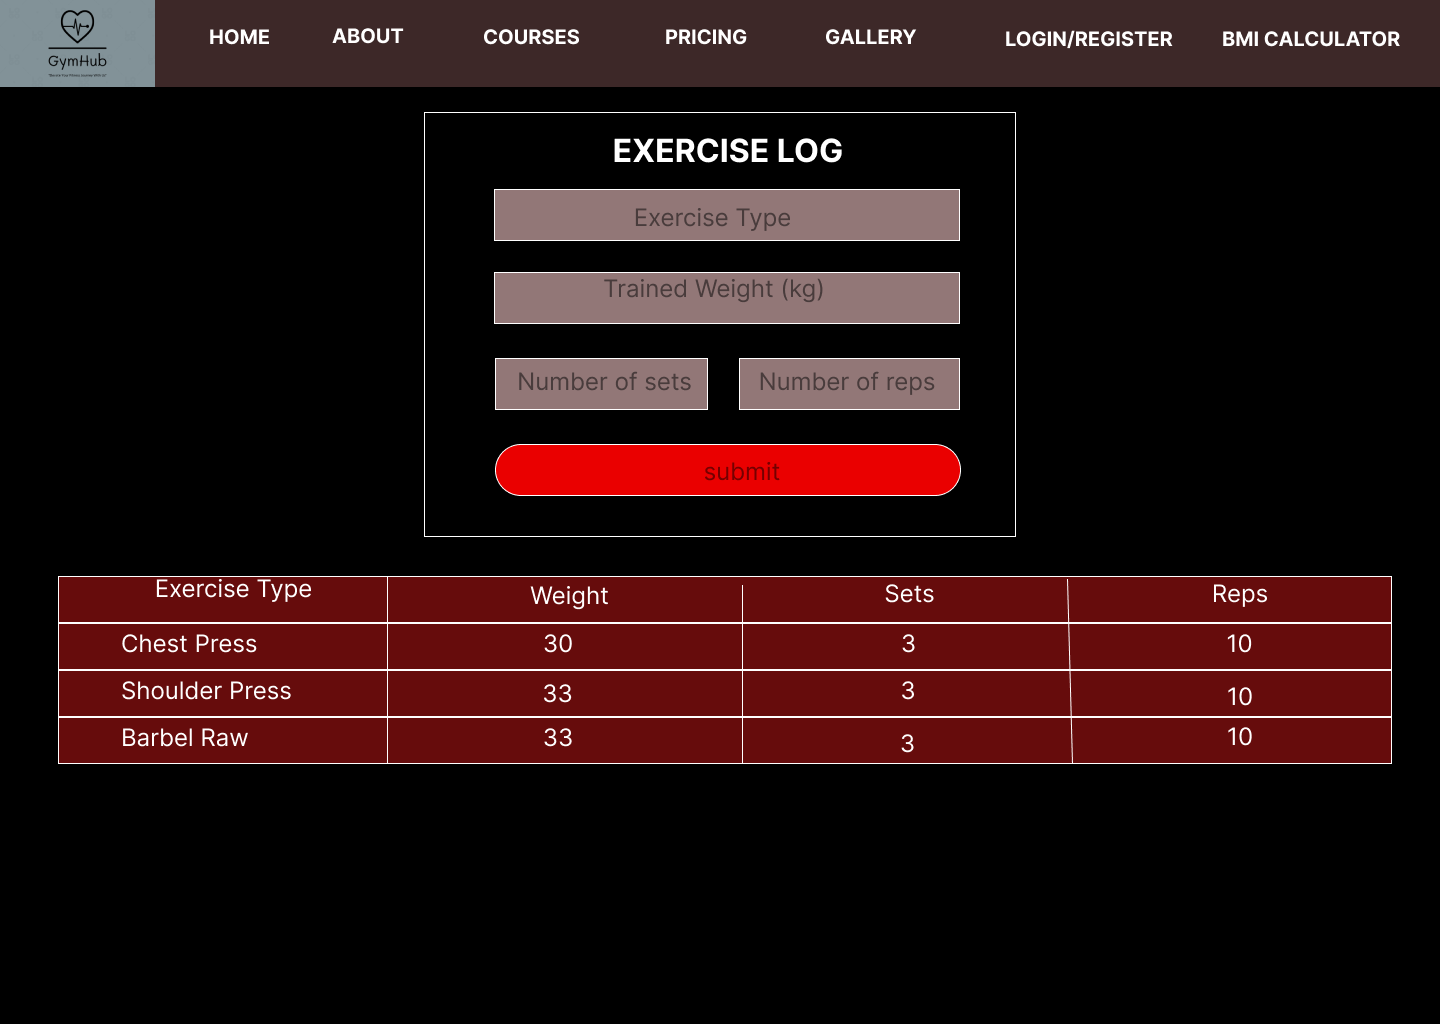 HOME ABOUT COURSES PRICING GALLERY LOGIN/REGISTER BMI CALCULATOR
GymHub
EXERCISE LOG
Exercise Type
Trained Weight (kg)
Number of sets Number of reps
submit
Exercise Type Weight Sets Reps
Chest Press 30 3 10
Shoulder Press 33 3 10
Barbel Raw 33 3 10